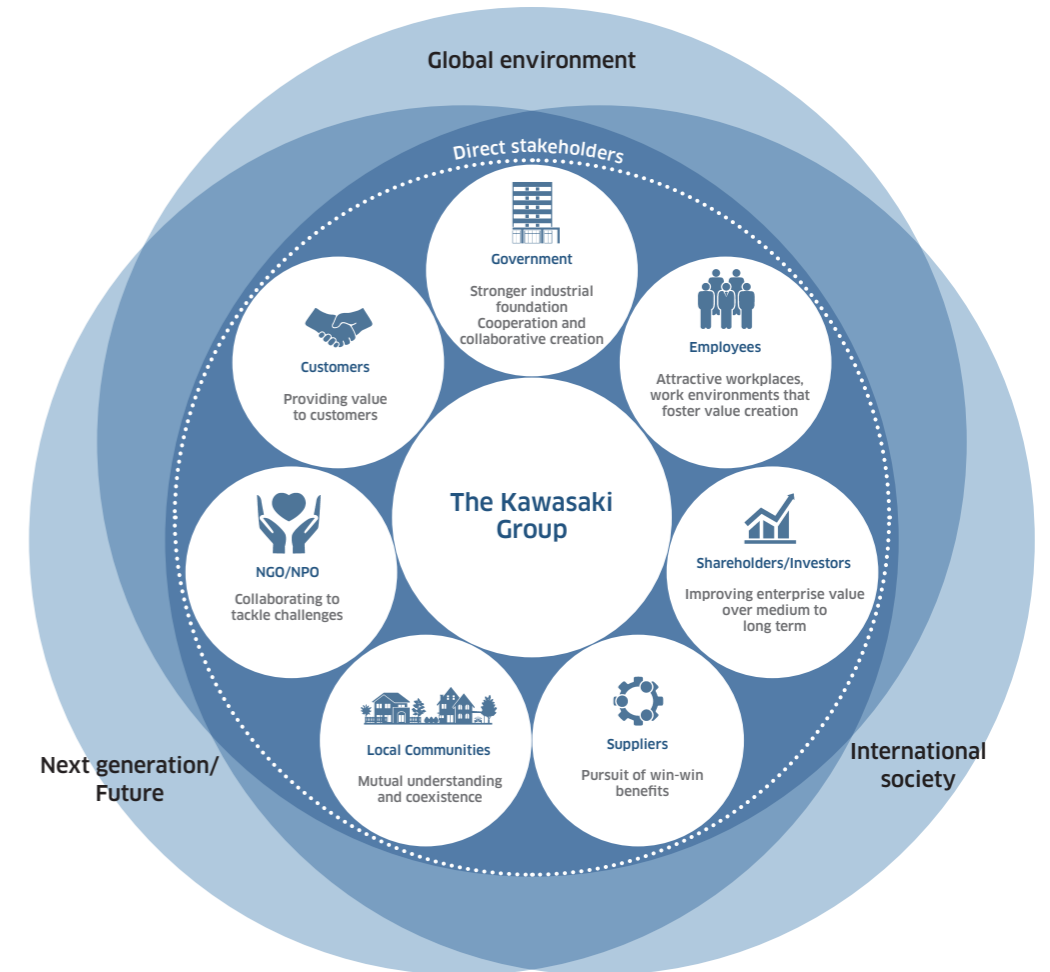 Global environment
Direct stakeholders
Government
Stronger industrial
foundation
Cooperation and
collaborative creation
Employees
Attractive workplaces,
work environments that
foster value creation
Customers
Providing value
to customers
The Kawasaki
Group
Shareholders/Investors
Improving enterprise value
over medium to
long term
NGO/NPO
Collaborating to
tackle challenges
Suppliers
Pursuit of win-win
benefits
Local Communities
Mutual understanding
and coexistence
Next generation/
Future
International
society